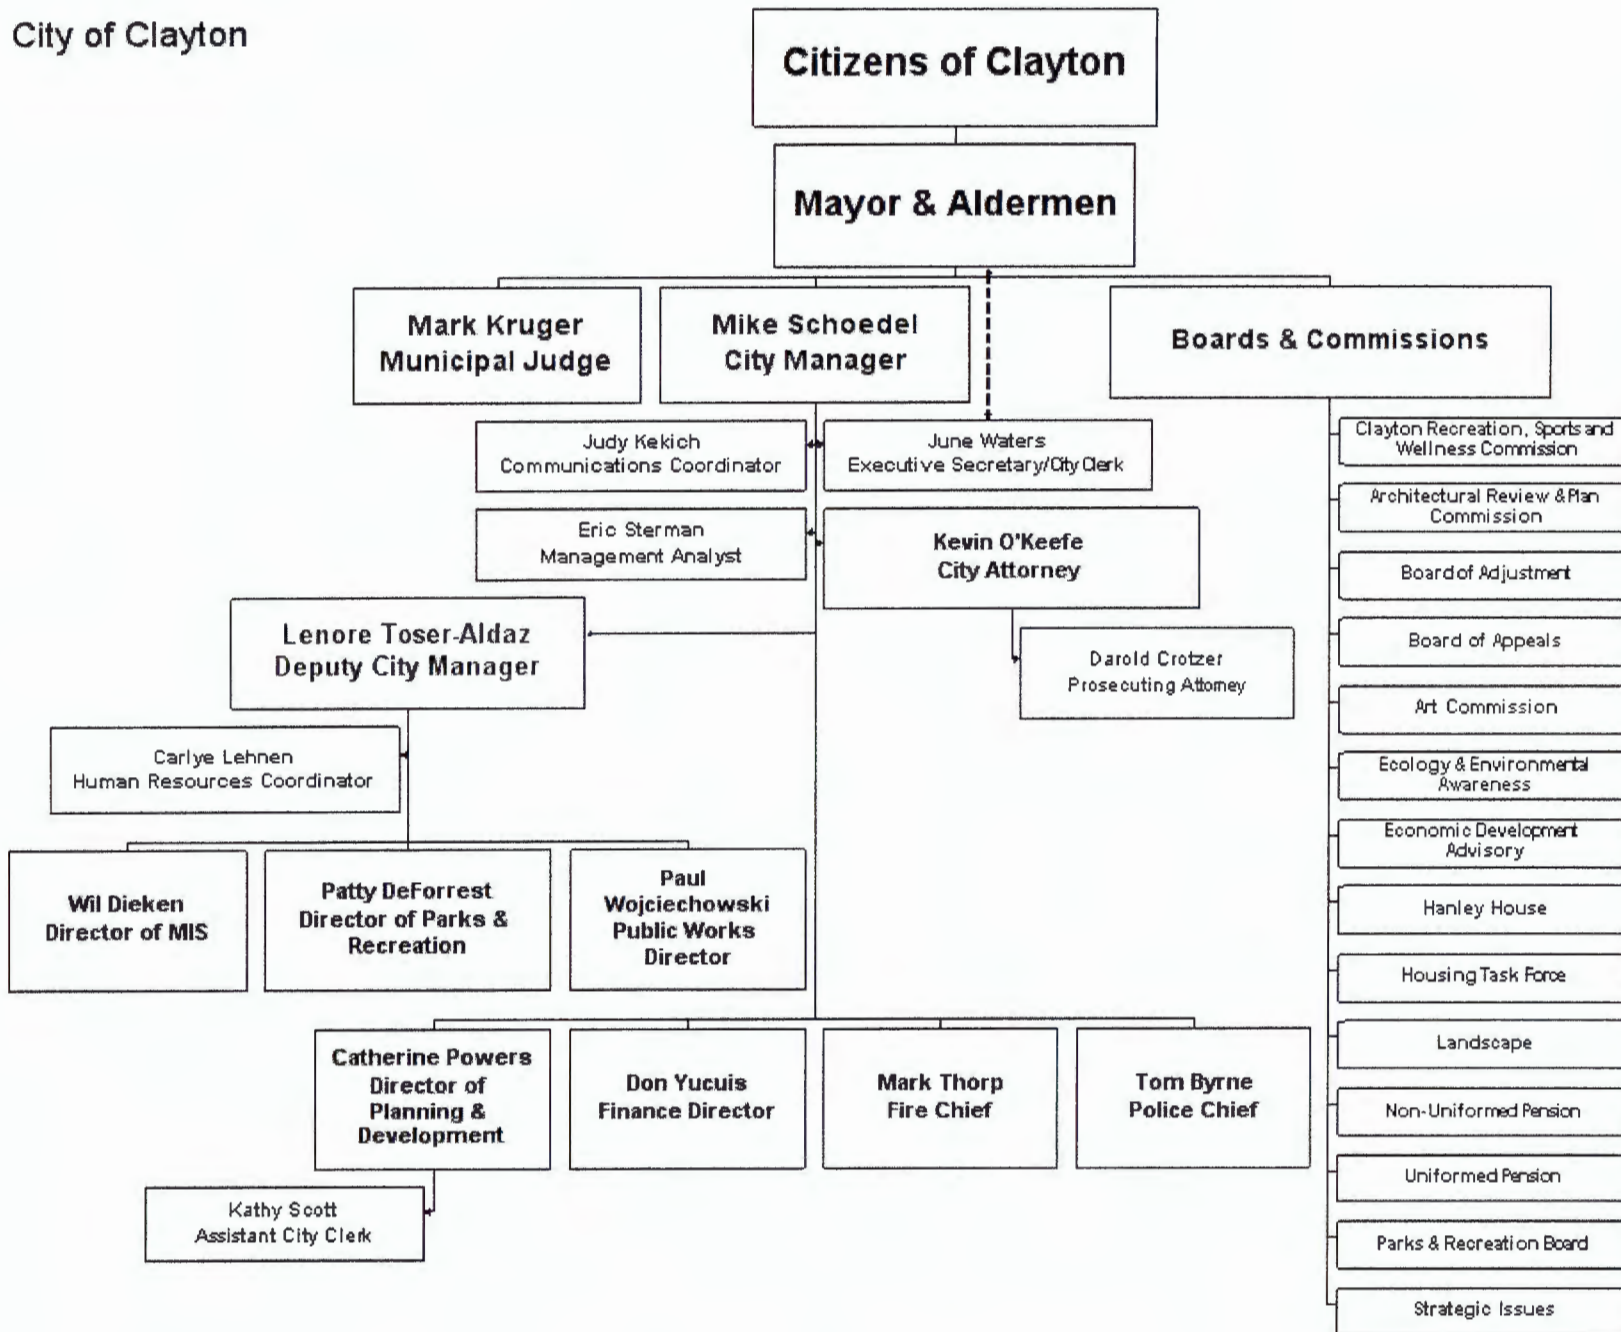 City of Clayton
Citizens of Clayton
Mayor & Aldermen
Mark Kruger
Municipal Judge
Mike Schoedel
City Manager
Boards & Commissions
Judy Kekich
Communications Coordinator
June Waters
Executive Secretary/City Clerk
Eric Sterman
Management Analyst
Kevin O'Keefe
City Attorney
Darold Crotzer
Prosecuting Attorney
Lenore Toser-Aldaz
Deputy City Manager
Carlye Lehnen
Human Resources Coordinator
Wil Dieken
Director of MIS
Patty DeForrest
Director of Parks &
Recreation
Paul
Wojciechowski
Public Works
Director
Catherine Powers
Director of
Planning &
Development
Don Yucuis
Finance Director
Mark Thorp
Fire Chief
Tom Byrne
Police Chief
Kathy Scott
Assistant City Clerk
Clayton Recreation, Sports and
Wellness Commission
Architectural Review & Plan
Commission
Board of Adjustment
Board of Appeals
Art Commission
Ecology & Environmental
Awareness
Economic Development
Advisory
Hanley House
Housing Task Force
Landscape
Non-Uniformed Pension
Uniformed Pension
Parks & Recreation Board
Strategic Issues